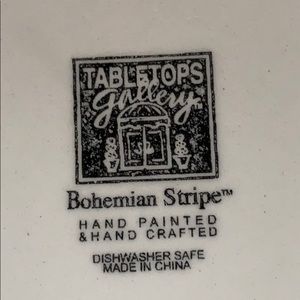 TABLETOPS
gallery
Bohemian Stripe™
HAND PAINTED
& HAND CRAFTED
DISHWASHER SAFE
MADE IN CHINA